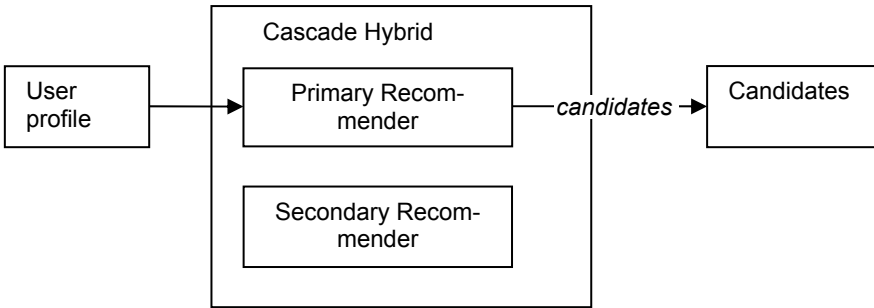 Cascade Hybrid
User
profile
Primary Recom-
mender
candidates
Candidates
Secondary Recom-
mender